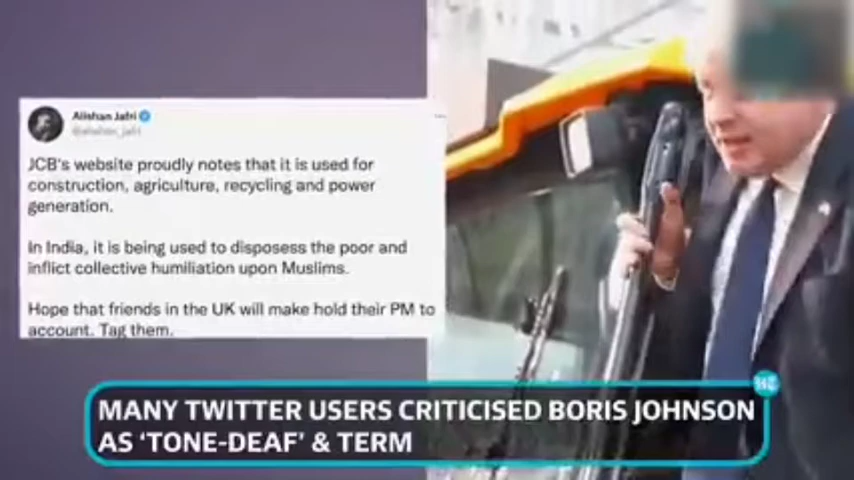 Alishan Jafri
@alishan_jafri
JCB's website proudly notes that it is used for
construction, agriculture, recycling and power
generation.
In India, it is being used to disposess the poor and
inflict collective humiliation upon Muslims.
Hope that friends in the UK will make hold their PM to
account. Tag them.
MANY TWITTER USERS CRITICISED BORIS JOHNSON
AS ‘TONE-DEAF’ & TERM